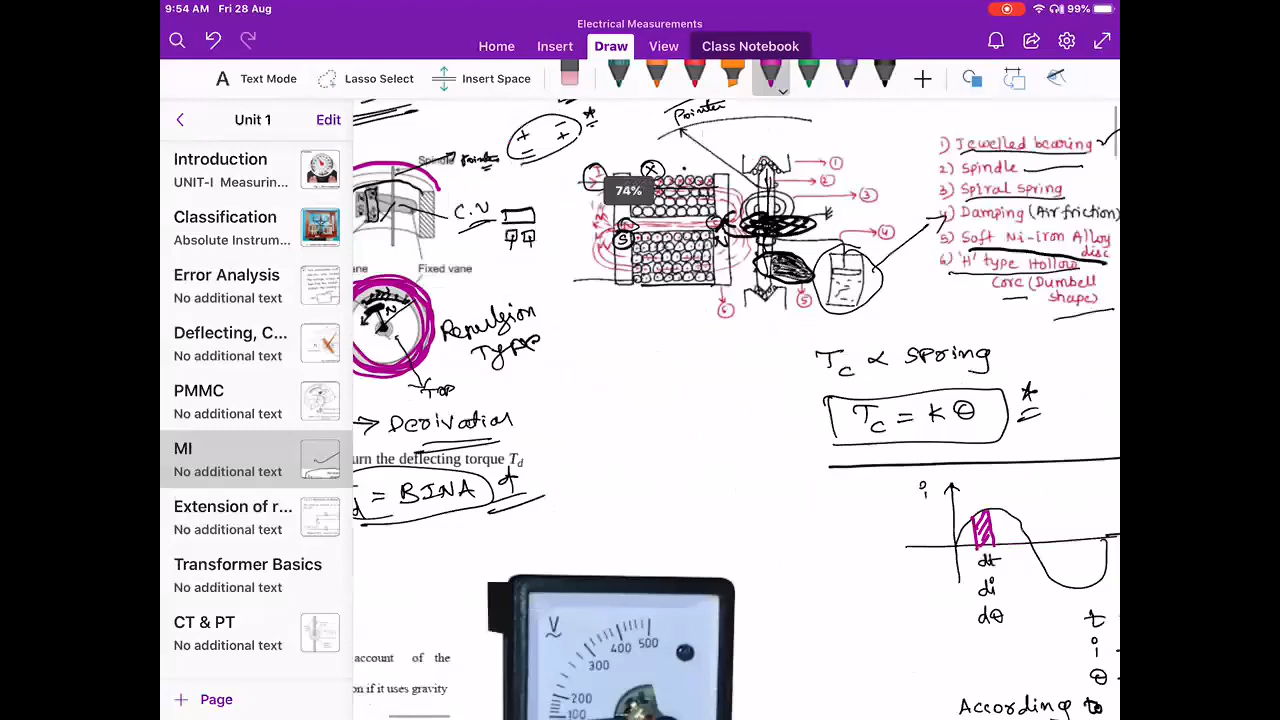 9:54 AM Fri 28 Aug
99%
Electrical Measurements
Home Insert Draw View Class Notebook
Text Mode Lasso Select Insert Space
Unit 1 Edit
Introduction
UNIT-I Measurin...
Classification
Absolute Instrum...
Error Analysis
No additional text
Deflecting, C...
No additional text
PMMC
No additional text
MI
No additional text
Extension of r...
No additional text
Transformer Basics
No additional text
CT & PT
No additional text
Page
Pointer
74%
Spindle
C.V
Fixed vane
Repulsion
Type
Top
→ Derivation
urn the deflecting torque Td
d = BINA
account of the
on if it uses gravity
1) Jewelled bearing
2) Spindle
3) Spiral spring
4) Damping (Air friction)
5) Soft Ni-iron Alloy
disc
6) 'H' type Hollow
Core (Dumbell
shape)
1
2
3
4
5
6
Tc ∝ spring
Tc = Kθ
i
dt
di
dθ
t
i
θ
According to
V
200
300
400
500
100